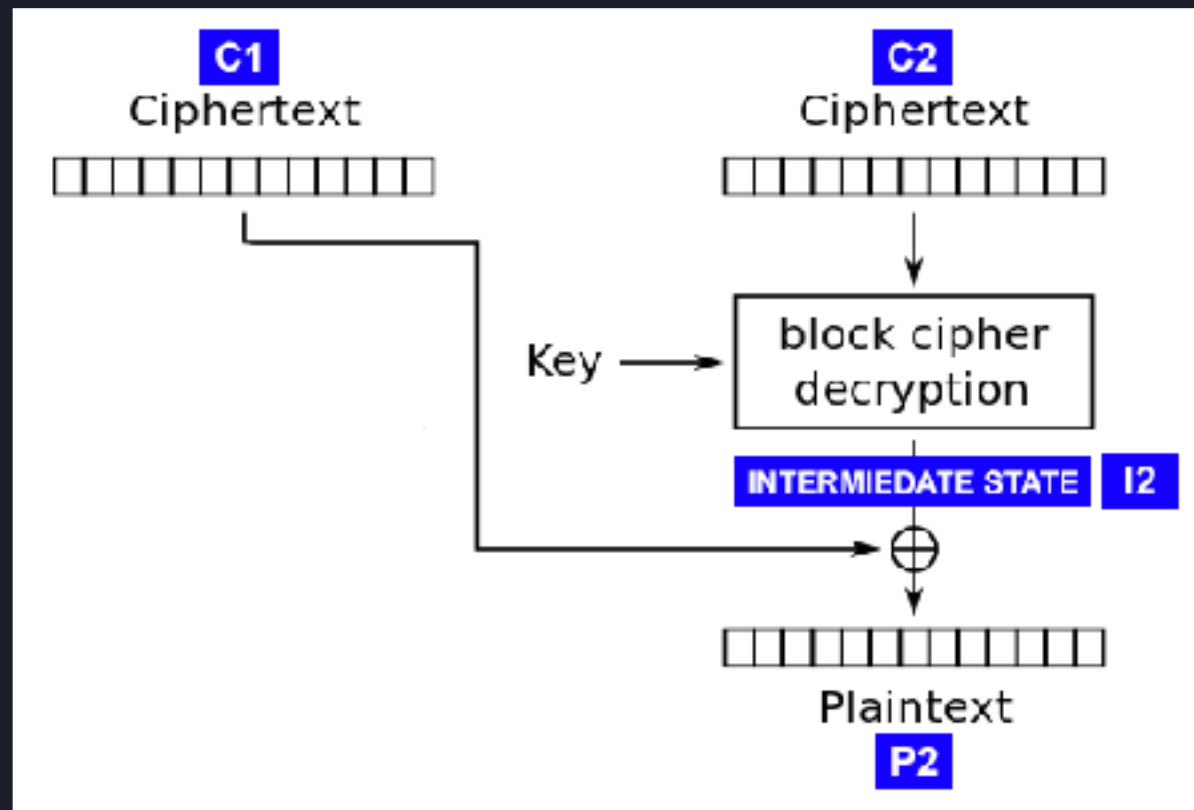 C1
Ciphertext
C2
Ciphertext
Key
block cipher
decryption
INTERMIEDATE STATE
I2
Plaintext
P2